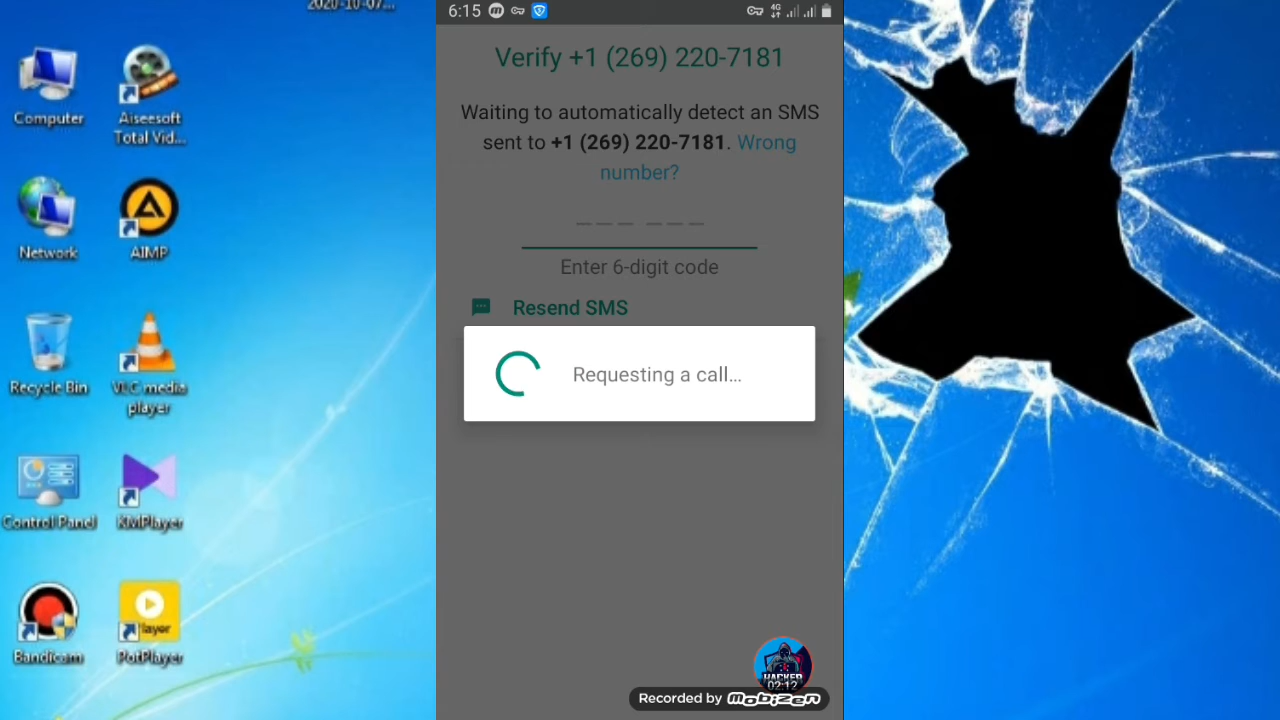 2020-10-07...
Computer
Aiseesoft
Total Vid...
Network
AIMP
Recycle Bin
VLC media
player
Control Panel
KMPlayer
Bandicam
layer
PotPlayer
6:15
4G
Verify +1 (269) 220-7181
Waiting to automatically detect an SMS
sent to +1 (269) 220-7181. Wrong
number?
Enter 6-digit code
Resend SMS
Requesting a call...
HACKER
02:12
Recorded by Mobizen